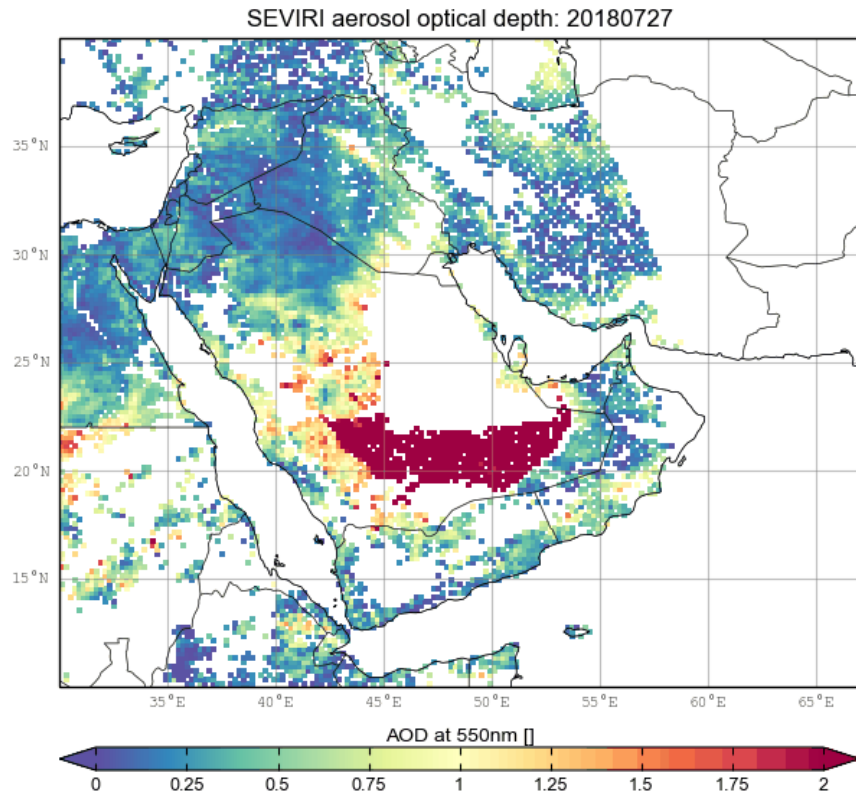 SEVIRI aerosol optical depth: 20180727
35°N
30°N
25°N
20°N
15°N
35°E 40°E 45°E 50°E 55°E 60°E 65°E
AOD at 550nm []
0 0.25 0.5 0.75 1 1.25 1.5 1.75 2